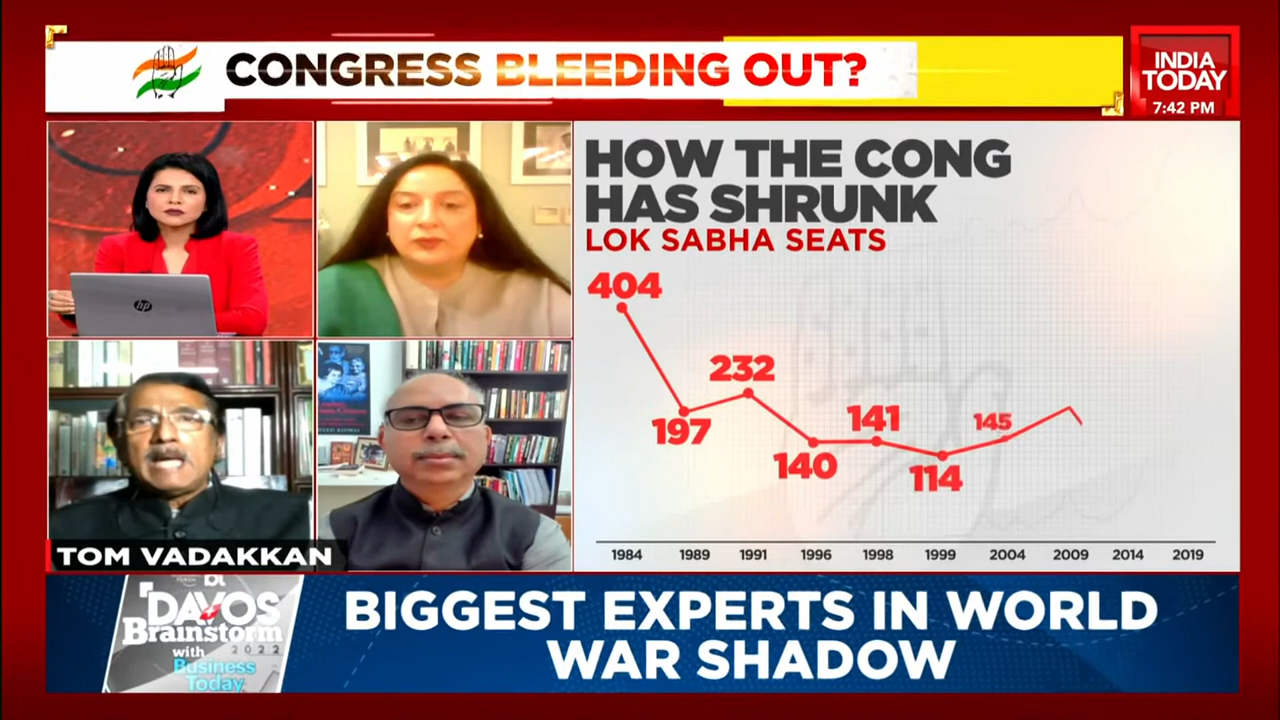 CONGRESS BLEEDING OUT?
INDIA
TODAY
7:42 PM
HOW THE CONG
HAS SHRUNK
LOK SABHA SEATS
404
197
232
140
141
114
145
1984 1989 1991 1996 1998 1999 2004 2009 2014 2019
hp
TOM VADAKKAN
bt
DAVOS
Brainstorm
2022
with
Business
Today
BIGGEST EXPERTS IN WORLD
WAR SHADOW